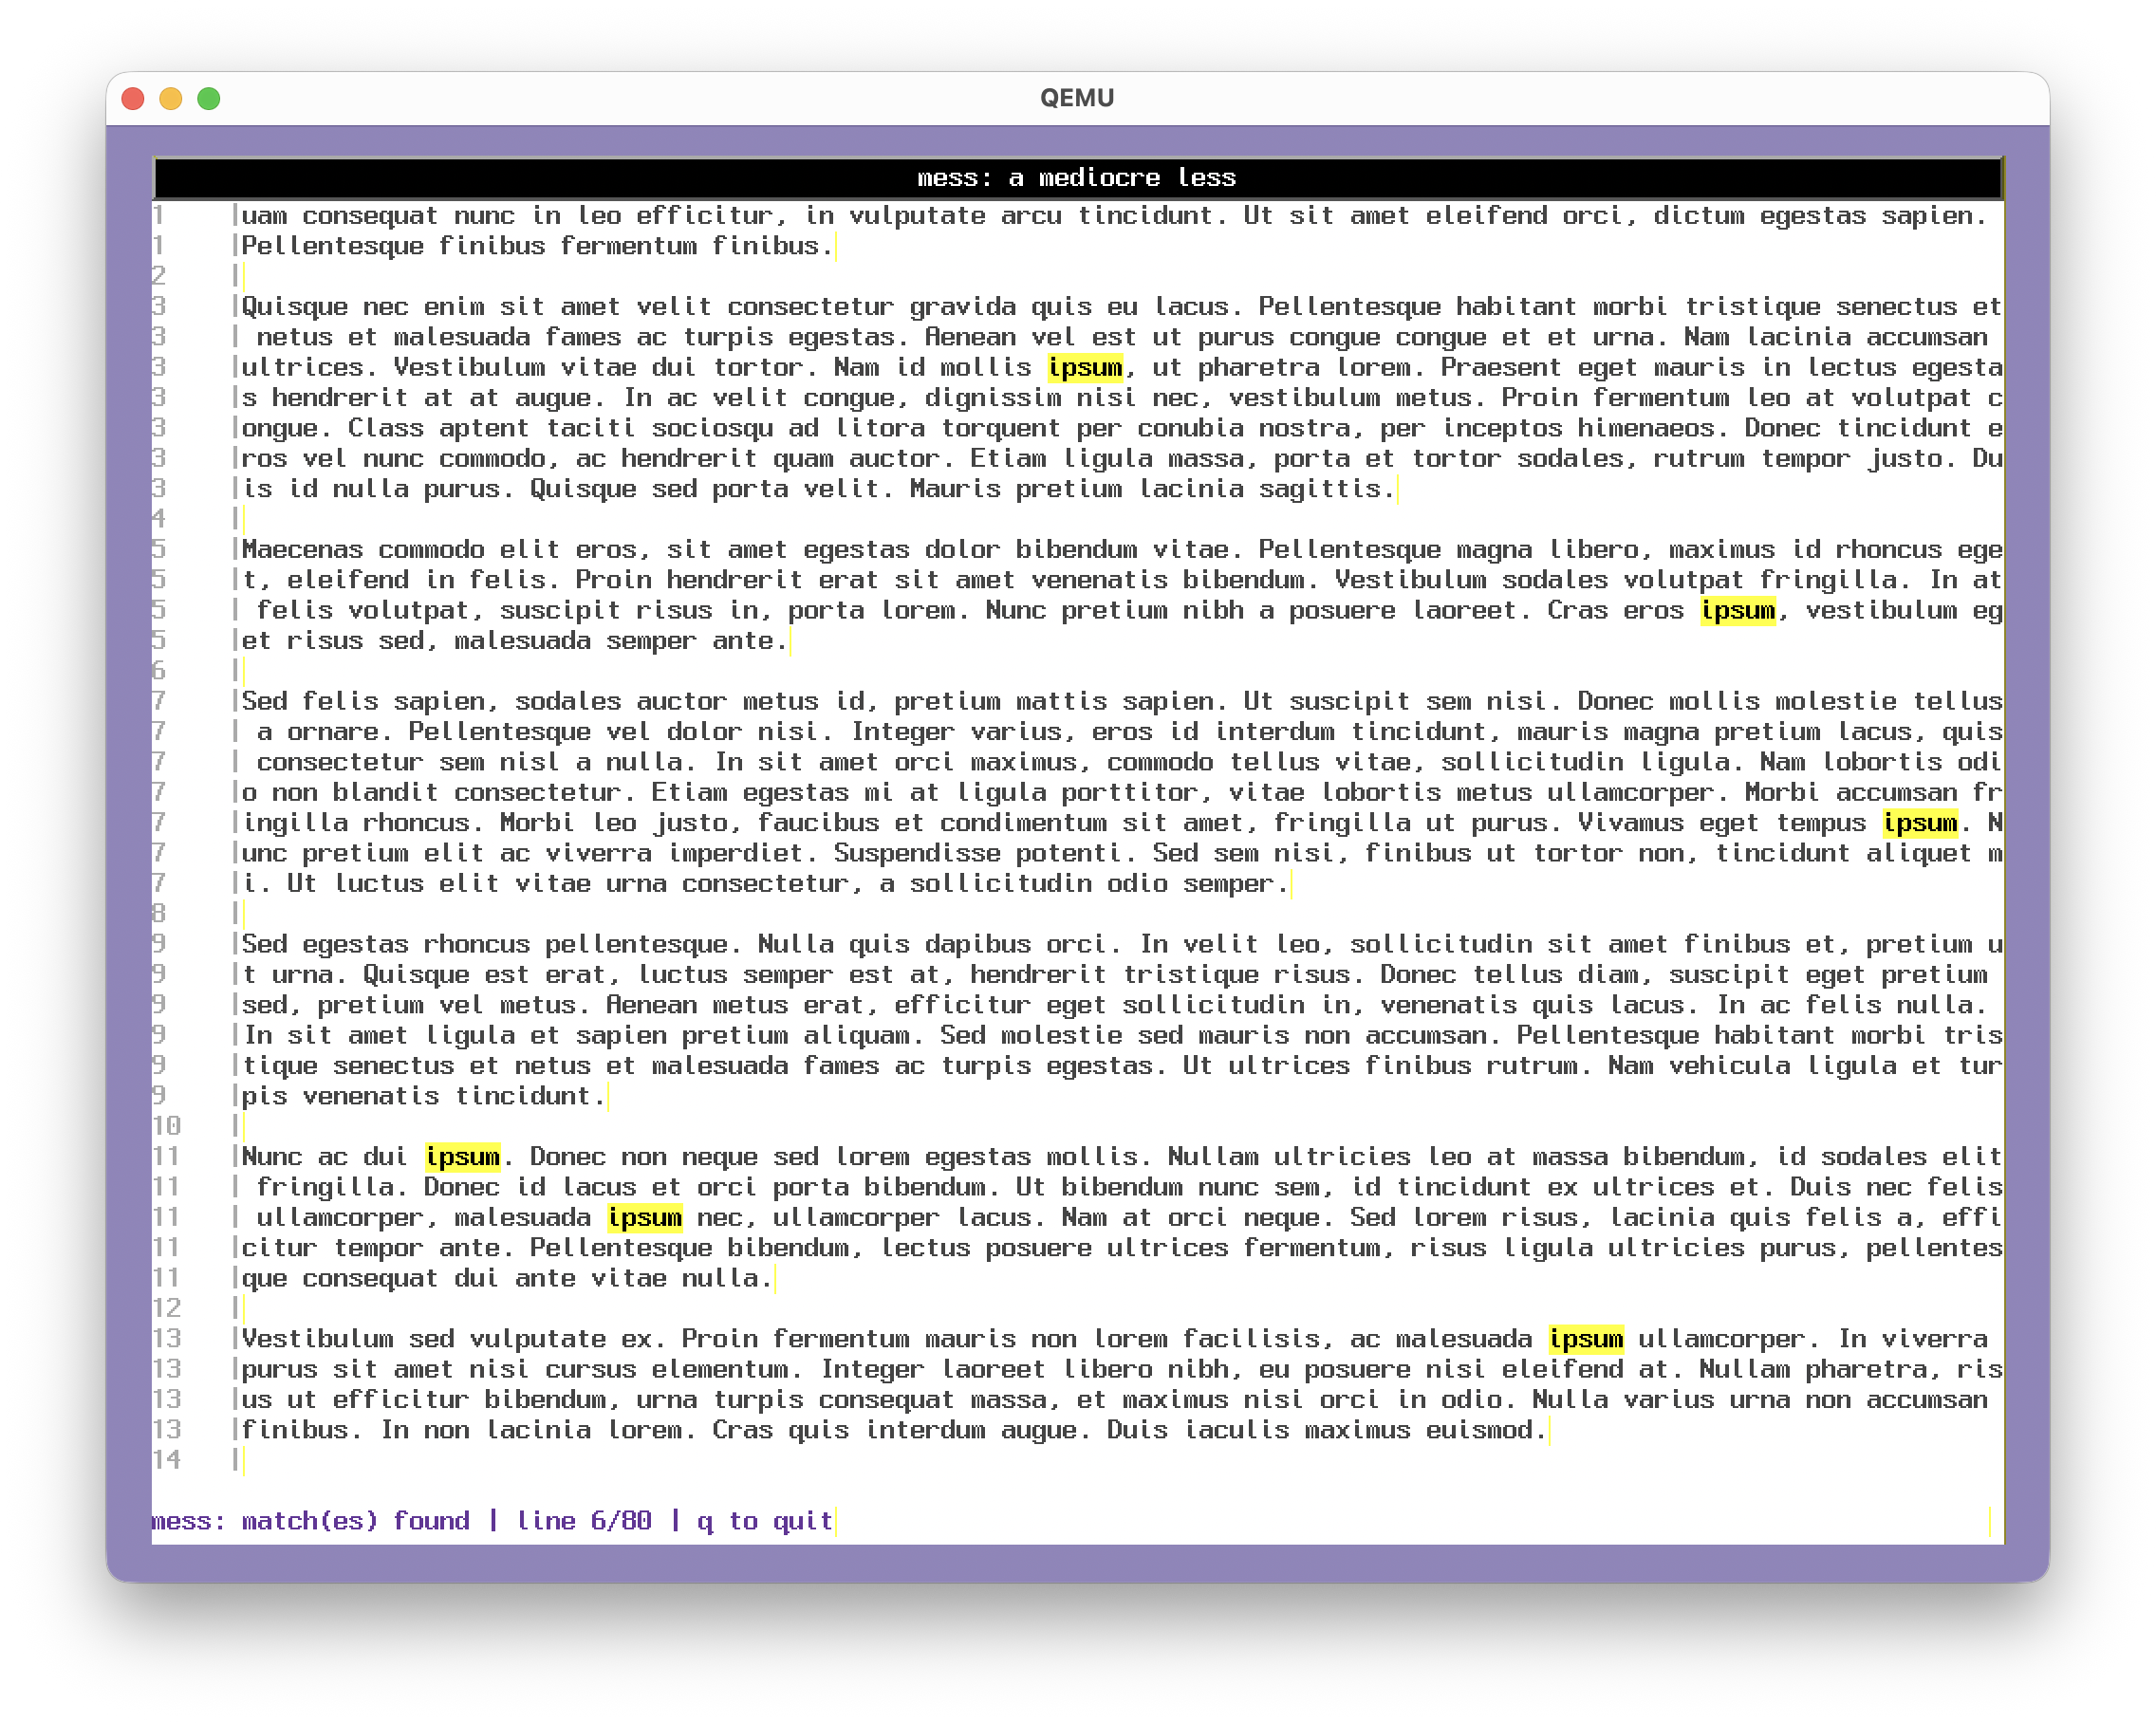 QEMU
mess: a mediocre less
1 |uam consequat nunc in leo efficitur, in vulputate arcu tincidunt. Ut sit amet eleifend orci, dictum egestas sapien.
1 |Pellentesque finibus fermentum finibus.
2 |
3 |Quisque nec enim sit amet velit consectetur gravida quis eu lacus. Pellentesque habitant morbi tristique senectus et
3 | netus et malesuada fames ac turpis egestas. Aenean vel est ut purus congue congue et et urna. Nam lacinia accumsan
3 |ultrices. Vestibulum vitae dui tortor. Nam id mollis ipsum, ut pharetra lorem. Praesent eget mauris in lectus egesta
3 |s hendrerit at at augue. In ac velit congue, dignissim nisi nec, vestibulum metus. Proin fermentum leo at volutpat c
3 |ongue. Class aptent taciti sociosqu ad litora torquent per conubia nostra, per inceptos himenaeos. Donec tincidunt e
3 |ros vel nunc commodo, ac hendrerit quam auctor. Etiam ligula massa, porta et tortor sodales, rutrum tempor justo. Du
3 |is id nulla purus. Quisque sed porta velit. Mauris pretium lacinia sagittis.
4 |
5 |Maecenas commodo elit eros, sit amet egestas dolor bibendum vitae. Pellentesque magna libero, maximus id rhoncus ege
5 |t, eleifend in felis. Proin hendrerit erat sit amet venenatis bibendum. Vestibulum sodales volutpat fringilla. In at
5 | felis volutpat, suscipit risus in, porta lorem. Nunc pretium nibh a posuere laoreet. Cras eros ipsum, vestibulum eg
5 |et risus sed, malesuada semper ante.
6 |
7 |Sed felis sapien, sodales auctor metus id, pretium mattis sapien. Ut suscipit sem nisi. Donec mollis molestie tellus
7 | a ornare. Pellentesque vel dolor nisi. Integer varius, eros id interdum tincidunt, mauris magna pretium lacus, quis
7 | consectetur sem nisl a nulla. In sit amet orci maximus, commodo tellus vitae, sollicitudin ligula. Nam lobortis odi
7 |o non blandit consectetur. Etiam egestas mi at ligula porttitor, vitae lobortis metus ullamcorper. Morbi accumsan fr
7 |ingilla rhoncus. Morbi leo justo, faucibus et condimentum sit amet, fringilla ut purus. Vivamus eget tempus ipsum. N
7 |unc pretium elit ac viverra imperdiet. Suspendisse potenti. Sed sem nisi, finibus ut tortor non, tincidunt aliquet m
7 |i. Ut luctus elit vitae urna consectetur, a sollicitudin odio semper.
8 |
9 |Sed egestas rhoncus pellentesque. Nulla quis dapibus orci. In velit leo, sollicitudin sit amet finibus et, pretium u
9 |t urna. Quisque est erat, luctus semper est at, hendrerit tristique risus. Donec tellus diam, suscipit eget pretium
9 |sed, pretium vel metus. Aenean metus erat, efficitur eget sollicitudin in, venenatis quis lacus. In ac felis nulla.
9 |In sit amet ligula et sapien pretium aliquam. Sed molestie sed mauris non accumsan. Pellentesque habitant morbi tris
9 |tique senectus et netus et malesuada fames ac turpis egestas. Ut ultrices finibus rutrum. Nam vehicula ligula et tur
9 |pis venenatis tincidunt.
10 |
11 |Nunc ac dui ipsum. Donec non neque sed lorem egestas mollis. Nullam ultricies leo at massa bibendum, id sodales elit
11 | fringilla. Donec id lacus et orci porta bibendum. Ut bibendum nunc sem, id tincidunt ex ultrices et. Duis nec felis
11 | ullamcorper, malesuada ipsum nec, ullamcorper lacus. Nam at orci neque. Sed lorem risus, lacinia quis felis a, effi
11 |citur tempor ante. Pellentesque bibendum, lectus posuere ultrices fermentum, risus ligula ultricies purus, pellentes
11 |que consequat dui ante vitae nulla.
12 |
13 |Vestibulum sed vulputate ex. Proin fermentum mauris non lorem facilisis, ac malesuada ipsum ullamcorper. In viverra
13 |purus sit amet nisi cursus elementum. Integer laoreet libero nibh, eu posuere nisi eleifend at. Nullam pharetra, ris
13 |us ut efficitur bibendum, urna turpis consequat massa, et maximus nisi orci in odio. Nulla varius urna non accumsan
13 |finibus. In non lacinia lorem. Cras quis interdum augue. Duis iaculis maximus euismod.
14 |
mess: match(es) found | line 6/80 | q to quit